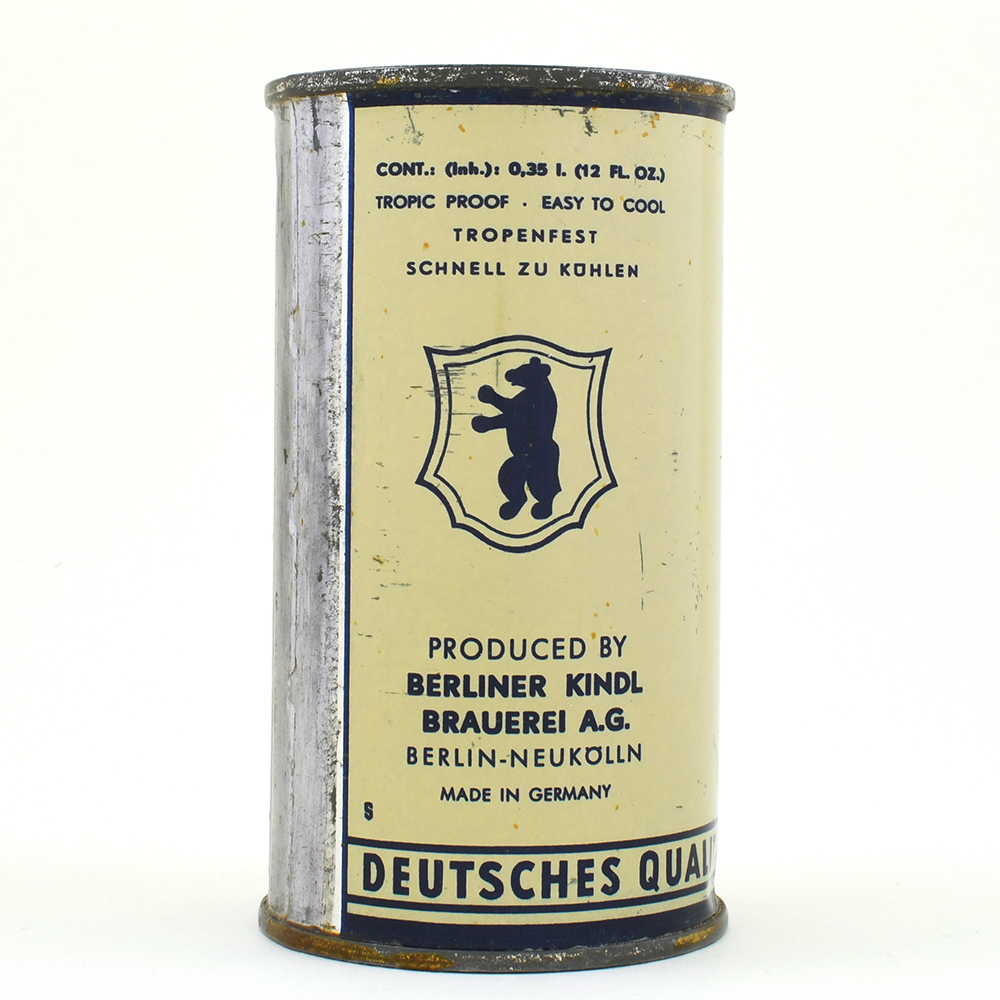 CONT.: (Inh.): 0,35 l. (12 FL. OZ.)
TROPIC PROOF · EASY TO COOL
TROPENFEST
SCHNELL ZU KÜHLEN
PRODUCED BY
BERLINER KINDL
BRAUEREI A.G.
BERLIN-NEUKÖLLN
MADE IN GERMANY
S
DEUTSCHES